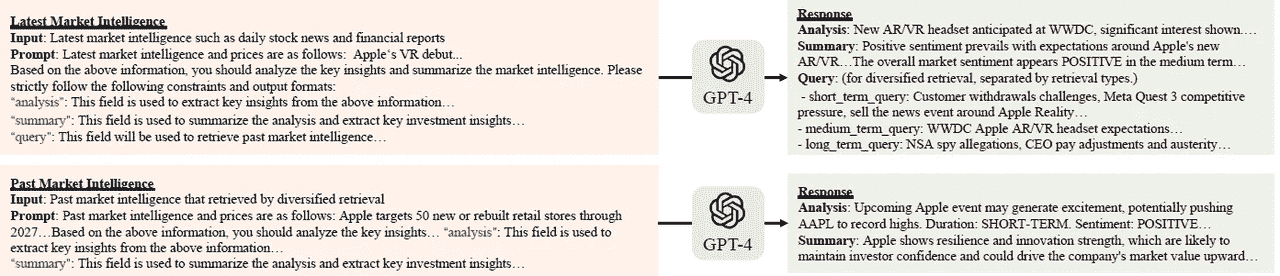 Latest Market Intelligence
Input: Latest market intelligence such as daily stock news and financial reports
Prompt: Latest market intelligence and prices are as follows: Apple's VR debut...
Based on the above information, you should analyze the key insights and summarize the market intelligence. Please
strictly follow the following constraints and output formats:
"analysis": This field is used to extract key insights from the above information…
"summary": This field is used to summarize the analysis and extract key investment insights…
"query": This field will be used to retrieve past market intelligence…
GPT-4
Response
Analysis: New AR/VR headset anticipated at WWDC, significant interest shown.…
Summary: Positive sentiment prevails with expectations around Apple's new
AR/VR…The overall market sentiment appears POSITIVE in the medium term…
Query: (for diversified retrieval, separated by retrieval types.)
- short_term_query: Customer withdrawals challenges, Meta Quest 3 competitive
pressure, sell the news event around Apple Reality…
- medium_term_query: WWDC Apple AR/VR headset expectations…
- long_term_query: NSA spy allegations, CEO pay adjustments and austerity…
Past Market Intelligence
Input: Past market intelligence that retrieved by diversified retrieval
Prompt: Past market intelligence and prices are as follows: Apple targets 50 new or rebuilt retail stores through
2027…Based on the above information, you should analyze the key insights… "analysis": This field is used to
extract key insights from the above information…
"summary": This field is used to summarize the analysis and extract key investment insights…
GPT-4
Response
Analysis: Upcoming Apple event may generate excitement, potentially pushing
AAPL to record highs. Duration: SHORT-TERM. Sentiment: POSITIVE…
Summary: Apple shows resilience and innovation strength, which are likely to
maintain investor confidence and could drive the company's market value upward…